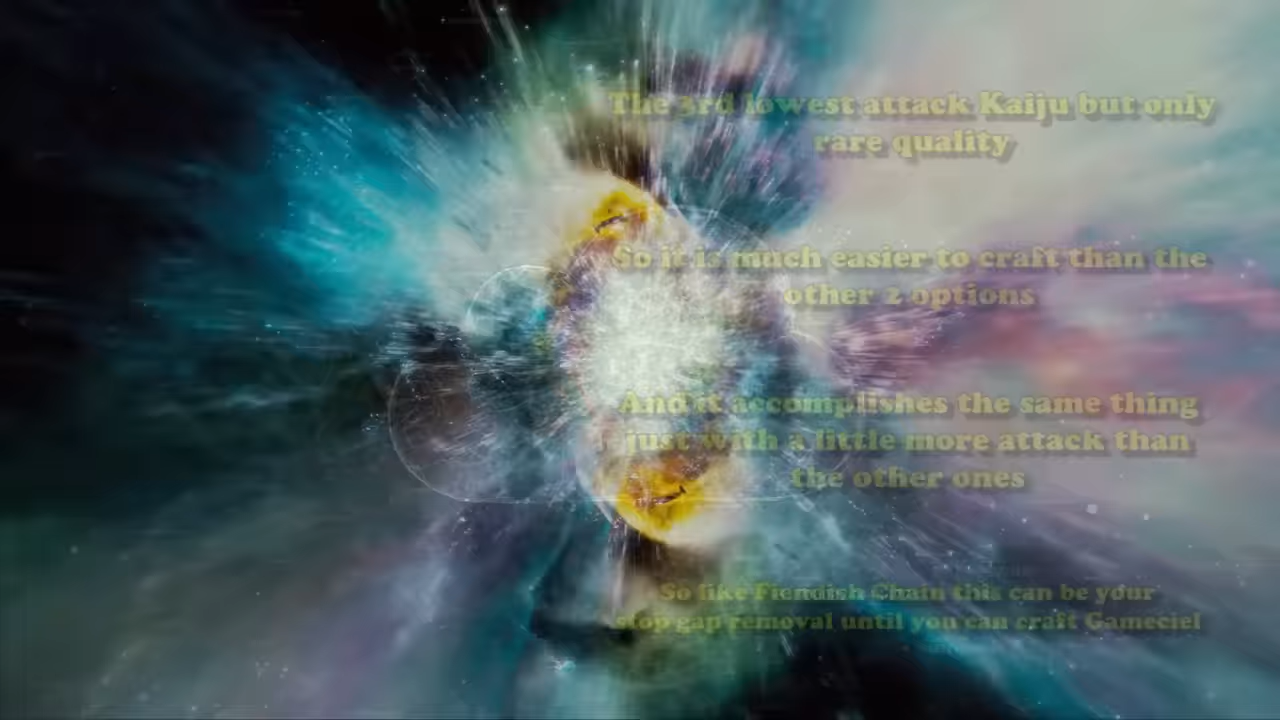 The 3rd lowest attack Kaiju but only
rare quality
So it is much easier to craft than the
other 2 options
And it accomplishes the same thing
just with a little more attack than
the other ones
So like Fiendish Chain this can be your
stop gap removal until you can craft Gameciel